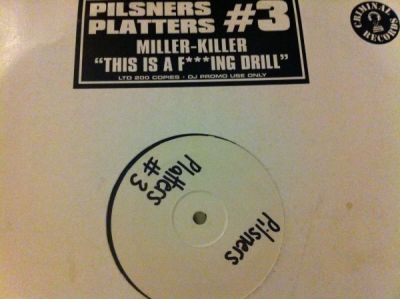 PILSNERS
PLATTERS #3
MILLER-KILLER
"THIS IS A F***ING DRILL"
LTD 200 COPIES - DJ PROMO USE ONLY
CRIMINAL RECORDS
Platters
#3
Pilsners